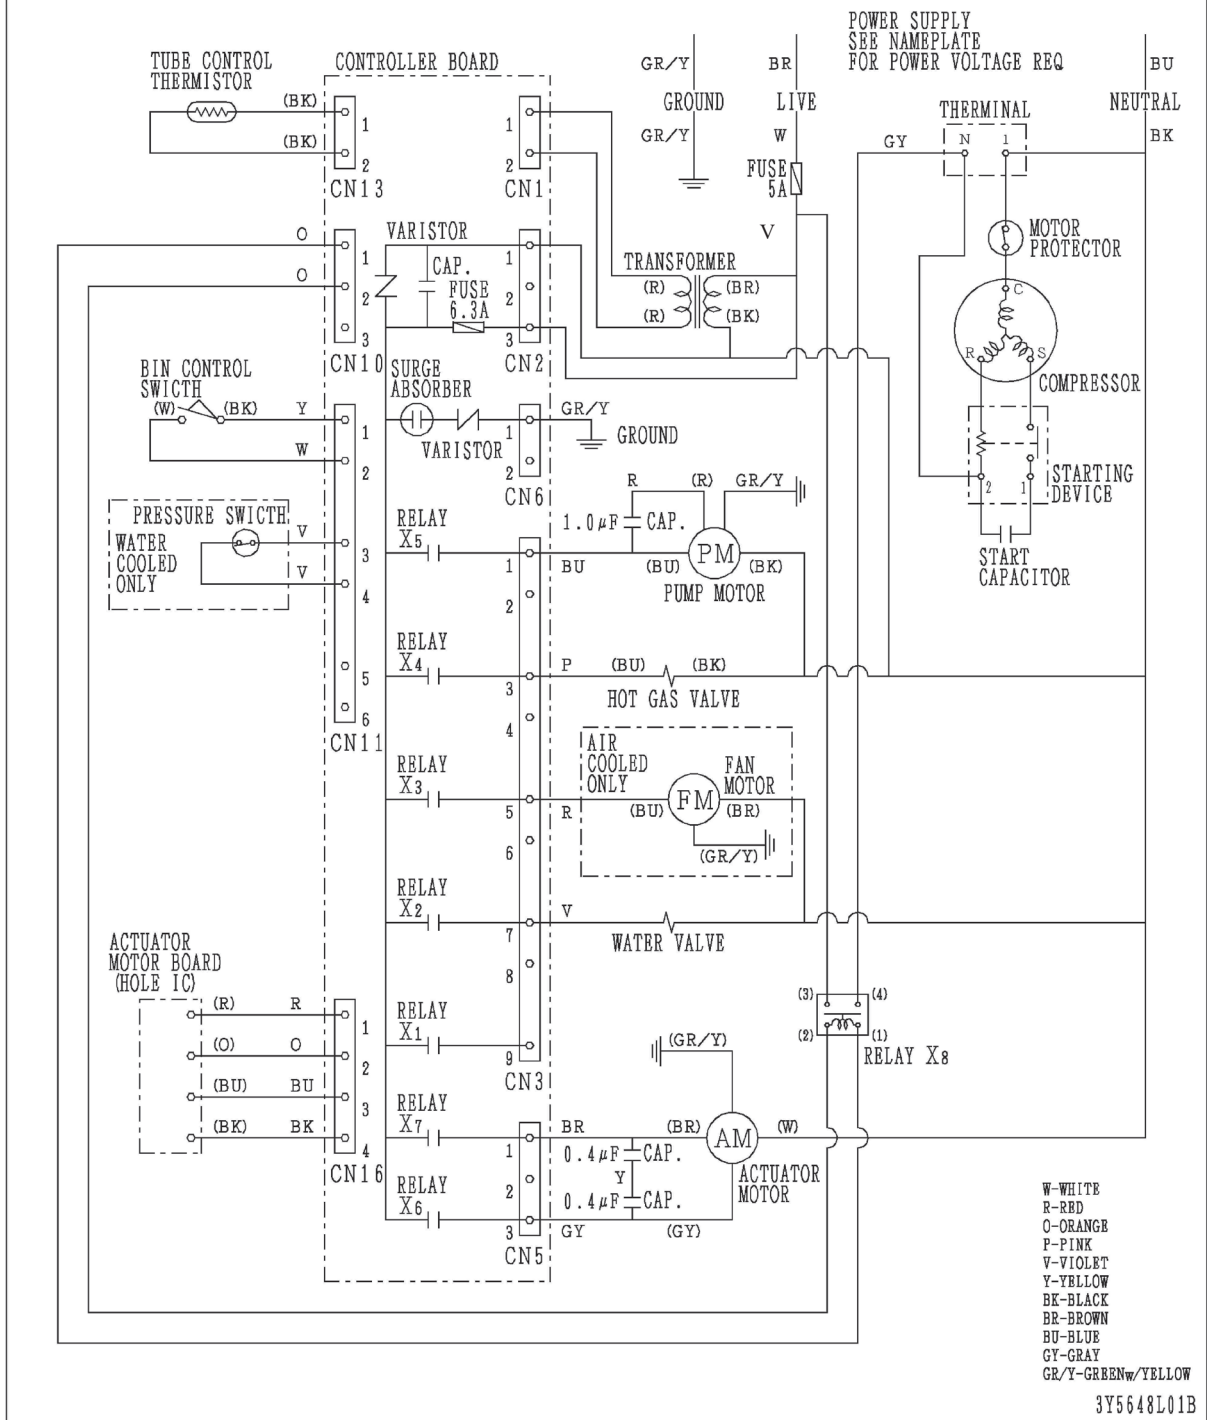 POWER SUPPLY
SEE NAMEPLATE
FOR POWER VOLTAGE REQ
TUBE CONTROL
THERMISTOR
(BK)
(BK)
CONTROLLER BOARD
1
2
CN13
1
2
CN1
GR/Y
GROUND
GR/Y
BR
LIVE
W
FUSE
5A
V
BU
NEUTRAL
BK
THERMINAL
GY
N
1
MOTOR
PROTECTOR
C
R
S
COMPRESSOR
2
1
STARTING
DEVICE
START
CAPACITOR
O
O
1
2
3
CN10
VARISTOR
CAP.
FUSE
6.3A
1
2
3
CN2
TRANSFORMER
(R)
(BR)
(R)
(BK)
BIN CONTROL
SWICTH
(W)
(BK)
Y
W
1
2
SURGE
ABSORBER
VARISTOR
1
2
CN6
GR/Y
GROUND
PRESSURE SWICTH
WATER
COOLED
ONLY
V
V
3
4
5
6
CN11
RELAY
X5
1
BU
2
R
(R)
GR/Y
1.0μF
CAP.
(BU)
PM
(BK)
PUMP MOTOR
RELAY
X4
3
P
(BU)
(BK)
HOT GAS VALVE
4
RELAY
X3
5
R
6
AIR
COOLED
ONLY
FAN
MOTOR
(BU)
FM
(BR)
(GR/Y)
RELAY
X2
7
V
WATER VALVE
8
ACTUATOR
MOTOR BOARD
(HOLE IC)
(R)
R
1
(O)
O
2
(BU)
BU
3
(BK)
BK
4
CN16
RELAY
X1
9
CN3
(3)
(4)
(2)
(1)
RELAY X8
(GR/Y)
RELAY
X7
1
BR
(BR)
AM
(W)
0.4μF
CAP.
Y
ACTUATOR
MOTOR
2
RELAY
X6
0.4μF
CAP.
3
GY
(GY)
CN5
W-WHITE
R-RED
O-ORANGE
P-PINK
V-VIOLET
Y-YELLOW
BK-BLACK
BR-BROWN
BU-BLUE
GY-GRAY
GR/Y-GREENw/YELLOW
3Y5648L01B